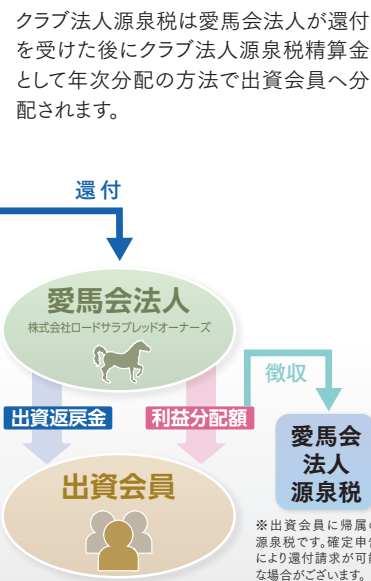 クラブ法人源泉税は愛馬会法人が還付
を受けた後にクラブ法人源泉税精算金
として年次分配の方法で出資会員へ分
配されます。
還付
愛馬会法人
株式会社ロードサラブレッドオーナーズ
徴収
出資返戻金
利益分配額
愛馬会
法人
源泉税
出資会員
※出資会員に帰属の
源泉税です。確定申告
により還付請求が可能
な場合がございます。